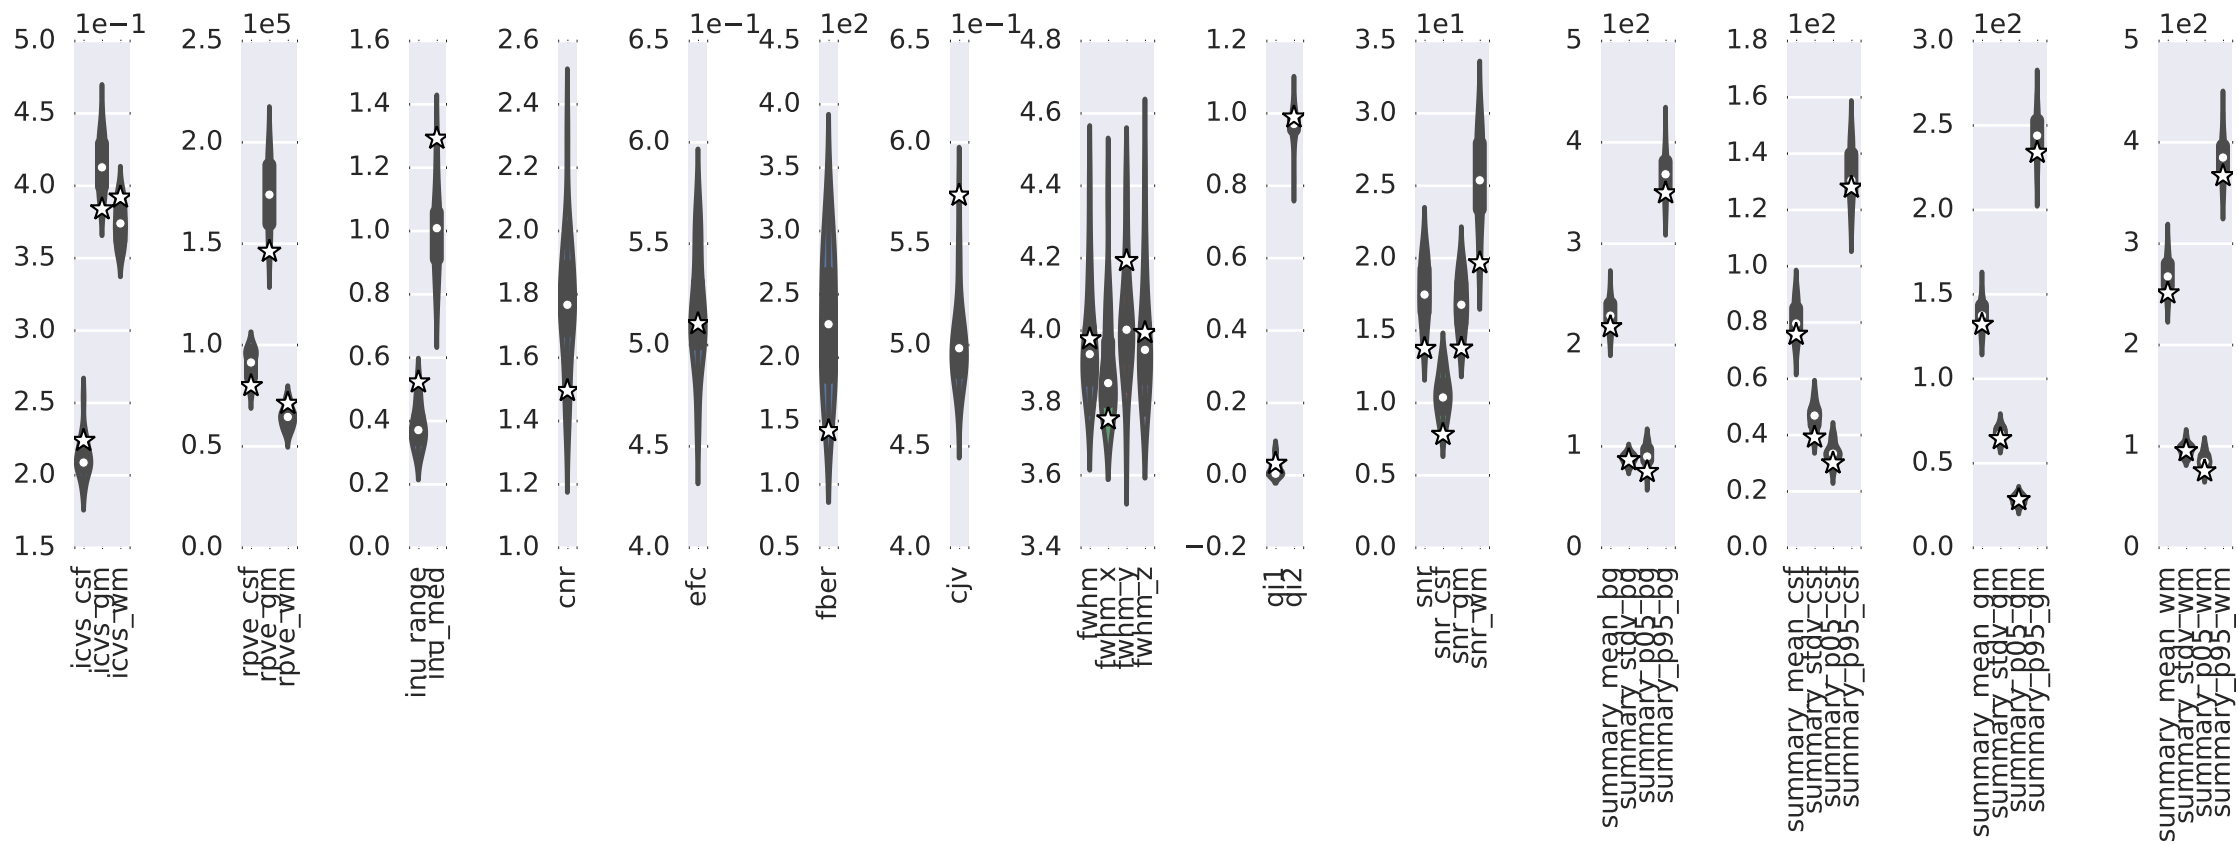 1e−1
5.0
4.5
4.0
3.5
3.0
2.5
2.0
1.5
icvs_csf
icvs_gm
icvs_wm
1e5
2.5
2.0
1.5
1.0
0.5
0.0
rpve_csf
rpve_gm
rpve_wm
1.6
1.4
1.2
1.0
0.8
0.6
0.4
0.2
0.0
inu_range
inu_med
2.6
2.4
2.2
2.0
1.8
1.6
1.4
1.2
1.0
cnr
1e−1
6.5
6.0
5.5
5.0
4.5
4.0
efc
1e2
4.5
4.0
3.5
3.0
2.5
2.0
1.5
1.0
0.5
fber
1e−1
6.5
6.0
5.5
5.0
4.5
4.0
cjv
4.8
4.6
4.4
4.2
4.0
3.8
3.6
3.4
fwhm
fwhm_x
fwhm_y
fwhm_z
1.2
1.0
0.8
0.6
0.4
0.2
0.0
−0.2
qi1
qi2
1e1
3.5
3.0
2.5
2.0
1.5
1.0
0.5
0.0
snr
snr_csf
snr_gm
snr_wm
1e2
5
4
3
2
1
0
summary_mean_bg
summary_stdv_bg
summary_p05_bg
summary_p95_bg
1e2
1.8
1.6
1.4
1.2
1.0
0.8
0.6
0.4
0.2
0.0
summary_mean_csf
summary_stdv_csf
summary_p05_csf
summary_p95_csf
1e2
3.0
2.5
2.0
1.5
1.0
0.5
0.0
summary_mean_gm
summary_stdv_gm
summary_p05_gm
summary_p95_gm
1e2
5
4
3
2
1
0
summary_mean_wm
summary_stdv_wm
summary_p05_wm
summary_p95_wm